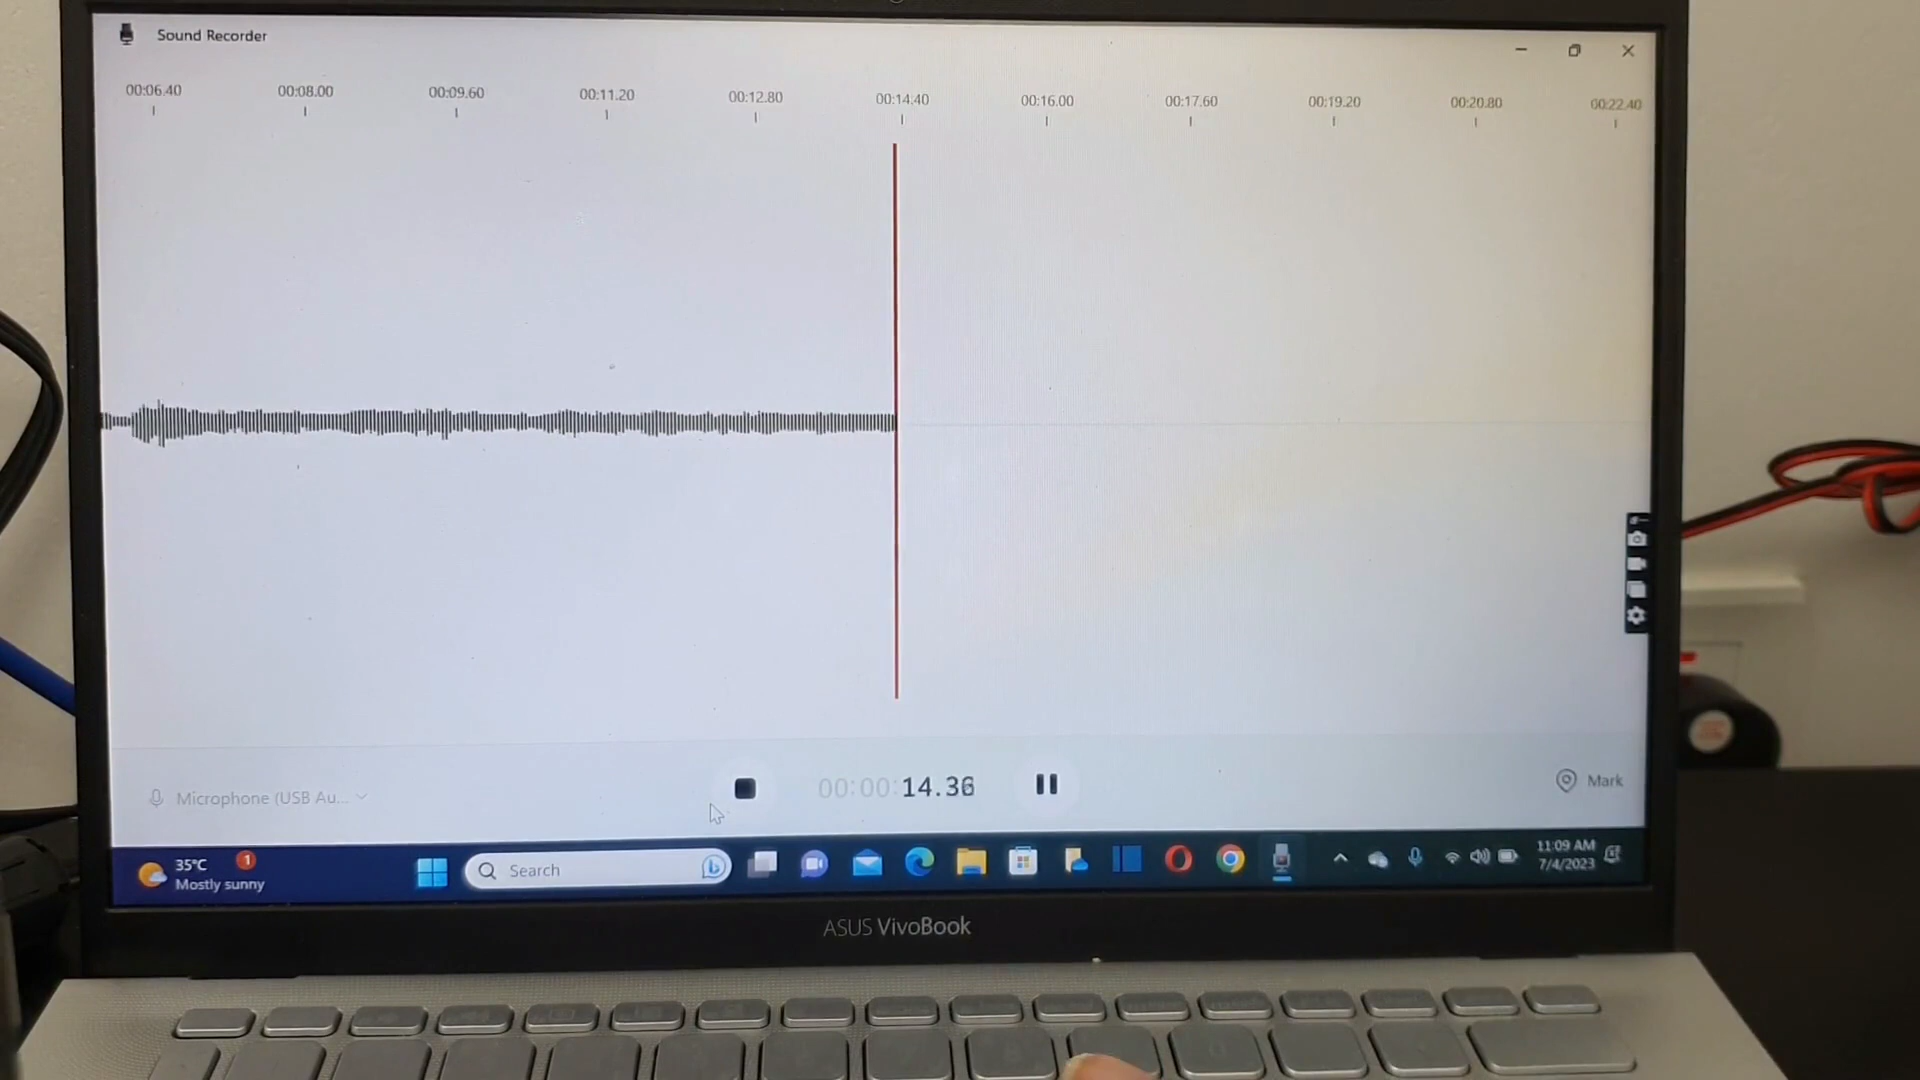 Sound Recorder
00:06.40 00:08.00 00:09.60 00:11.20 00:12.80 00:14.40 00:16.00 00:17.60 00:19.20 00:20.80 00:22.40
Microphone (USB Au...
00:00:14.36
Mark
35°C
1
Mostly sunny
Search
11:09 AM
7/4/2023
ASUS VivoBook